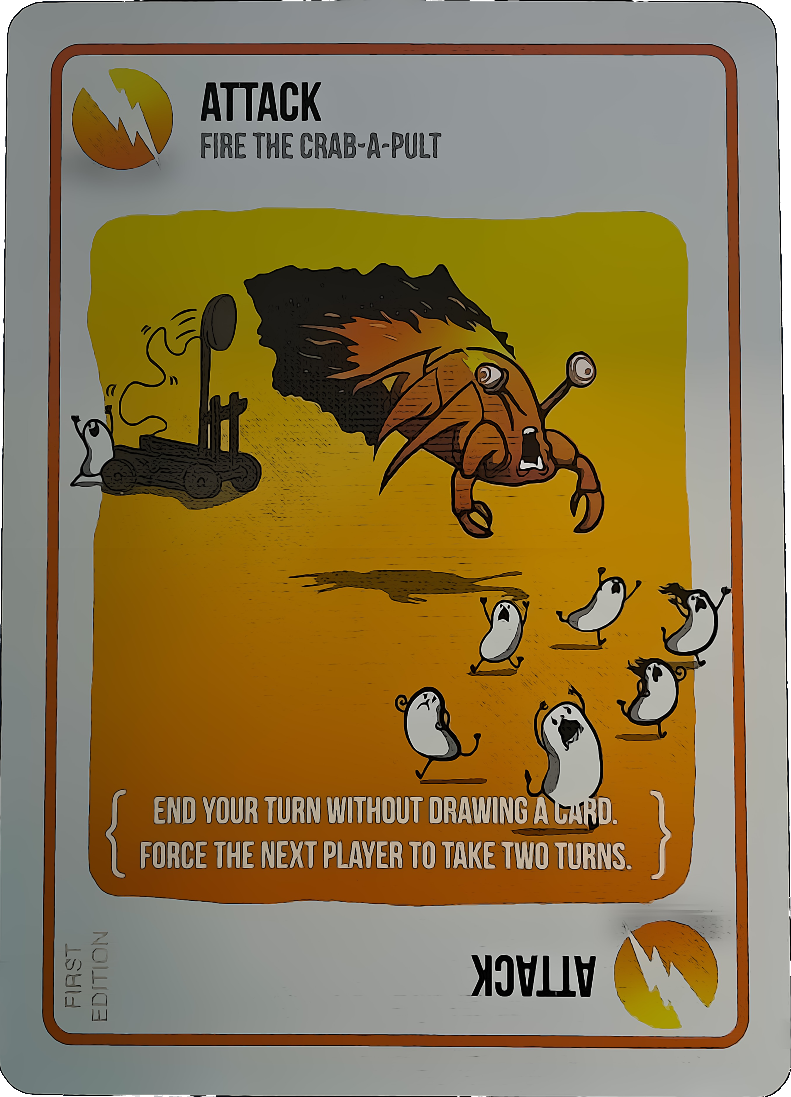 ATTACK
FIRE THE CRAB-A-PULT
{ END YOUR TURN WITHOUT DRAWING A CARD.
FORCE THE NEXT PLAYER TO TAKE TWO TURNS. }
FIRST
EDITION
ATTACK